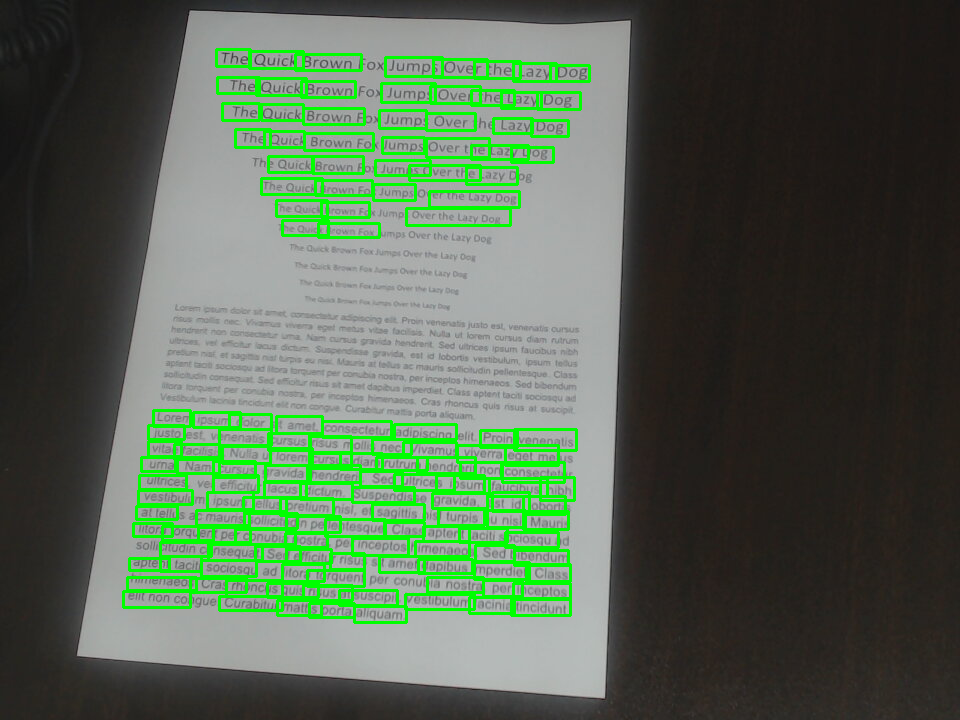 The Quick Brown Fox Jumps Over the Lazy Dog
The Quick Brown Fox Jumps Over the Lazy Dog
The Quick Brown Fox Jumps Over the Lazy Dog
The Quick Brown Fox Jumps Over the Lazy Dog
The Quick Brown Fox Jumps Over the Lazy Dog
The Quick Brown Fox Jumps Over the Lazy Dog
The Quick Brown Fox Jumps Over the Lazy Dog
The Quick Brown Fox Jumps Over the Lazy Dog
The Quick Brown Fox Jumps Over the Lazy Dog
The Quick Brown Fox Jumps Over the Lazy Dog
The Quick Brown Fox Jumps Over the Lazy Dog
The Quick Brown Fox Jumps Over the Lazy Dog
Lorem ipsum dolor sit amet, consectetur adipiscing elit. Proin venenatis justo est, venenatis cursus
risus mollis nec. Vivamus viverra eget metus vitae facilisis. Nulla ut lorem cursus diam rutrum
hendrerit non consectetur urna. Nam cursus gravida hendrerit. Sed ultrices ipsum faucibus nibh
ultrices, vel efficitur lacus dictum. Suspendisse gravida, est id lobortis vestibulum, ipsum tellus
pretium nisl, et sagittis nisl turpis eu nisi. Mauris at tellus ac mauris sollicitudin pellentesque. Class
aptent taciti sociosqu ad litora torquent per conubia nostra, per inceptos himenaeos. Sed bibendum
sollicitudin consequat. Sed efficitur risus sit amet dapibus imperdiet. Class aptent taciti sociosqu ad
litora torquent per conubia nostra, per inceptos himenaeos. Cras rhoncus quis risus at suscipit.
Vestibulum lacinia tincidunt elit non congue. Curabitur mattis porta aliquam.
Lorem ipsum dolor sit amet, consectetur adipiscing elit. Proin venenatis
justo est, venenatis cursus risus mollis nec. Vivamus viverra eget metus
vitae facilisis. Nulla ut lorem cursus diam rutrum hendrerit non consectetur
urna. Nam cursus gravida hendrerit. Sed ultrices ipsum faucibus nibh
ultrices, vel efficitur lacus dictum. Suspendisse gravida, est id lobortis
vestibulum, ipsum tellus pretium nisl, et sagittis nisl turpis eu nisi. Mauris
at tellus ac mauris sollicitudin pellentesque. Class aptent taciti sociosqu ad
litora torquent per conubia nostra, per inceptos himenaeos. Sed bibendum
sollicitudin consequat. Sed efficitur risus sit amet dapibus imperdiet. Class
aptent taciti sociosqu ad litora torquent per conubia nostra, per inceptos
himenaeos. Cras rhoncus quis risus at suscipit. Vestibulum lacinia tincidunt
elit non congue. Curabitur mattis porta aliquam.